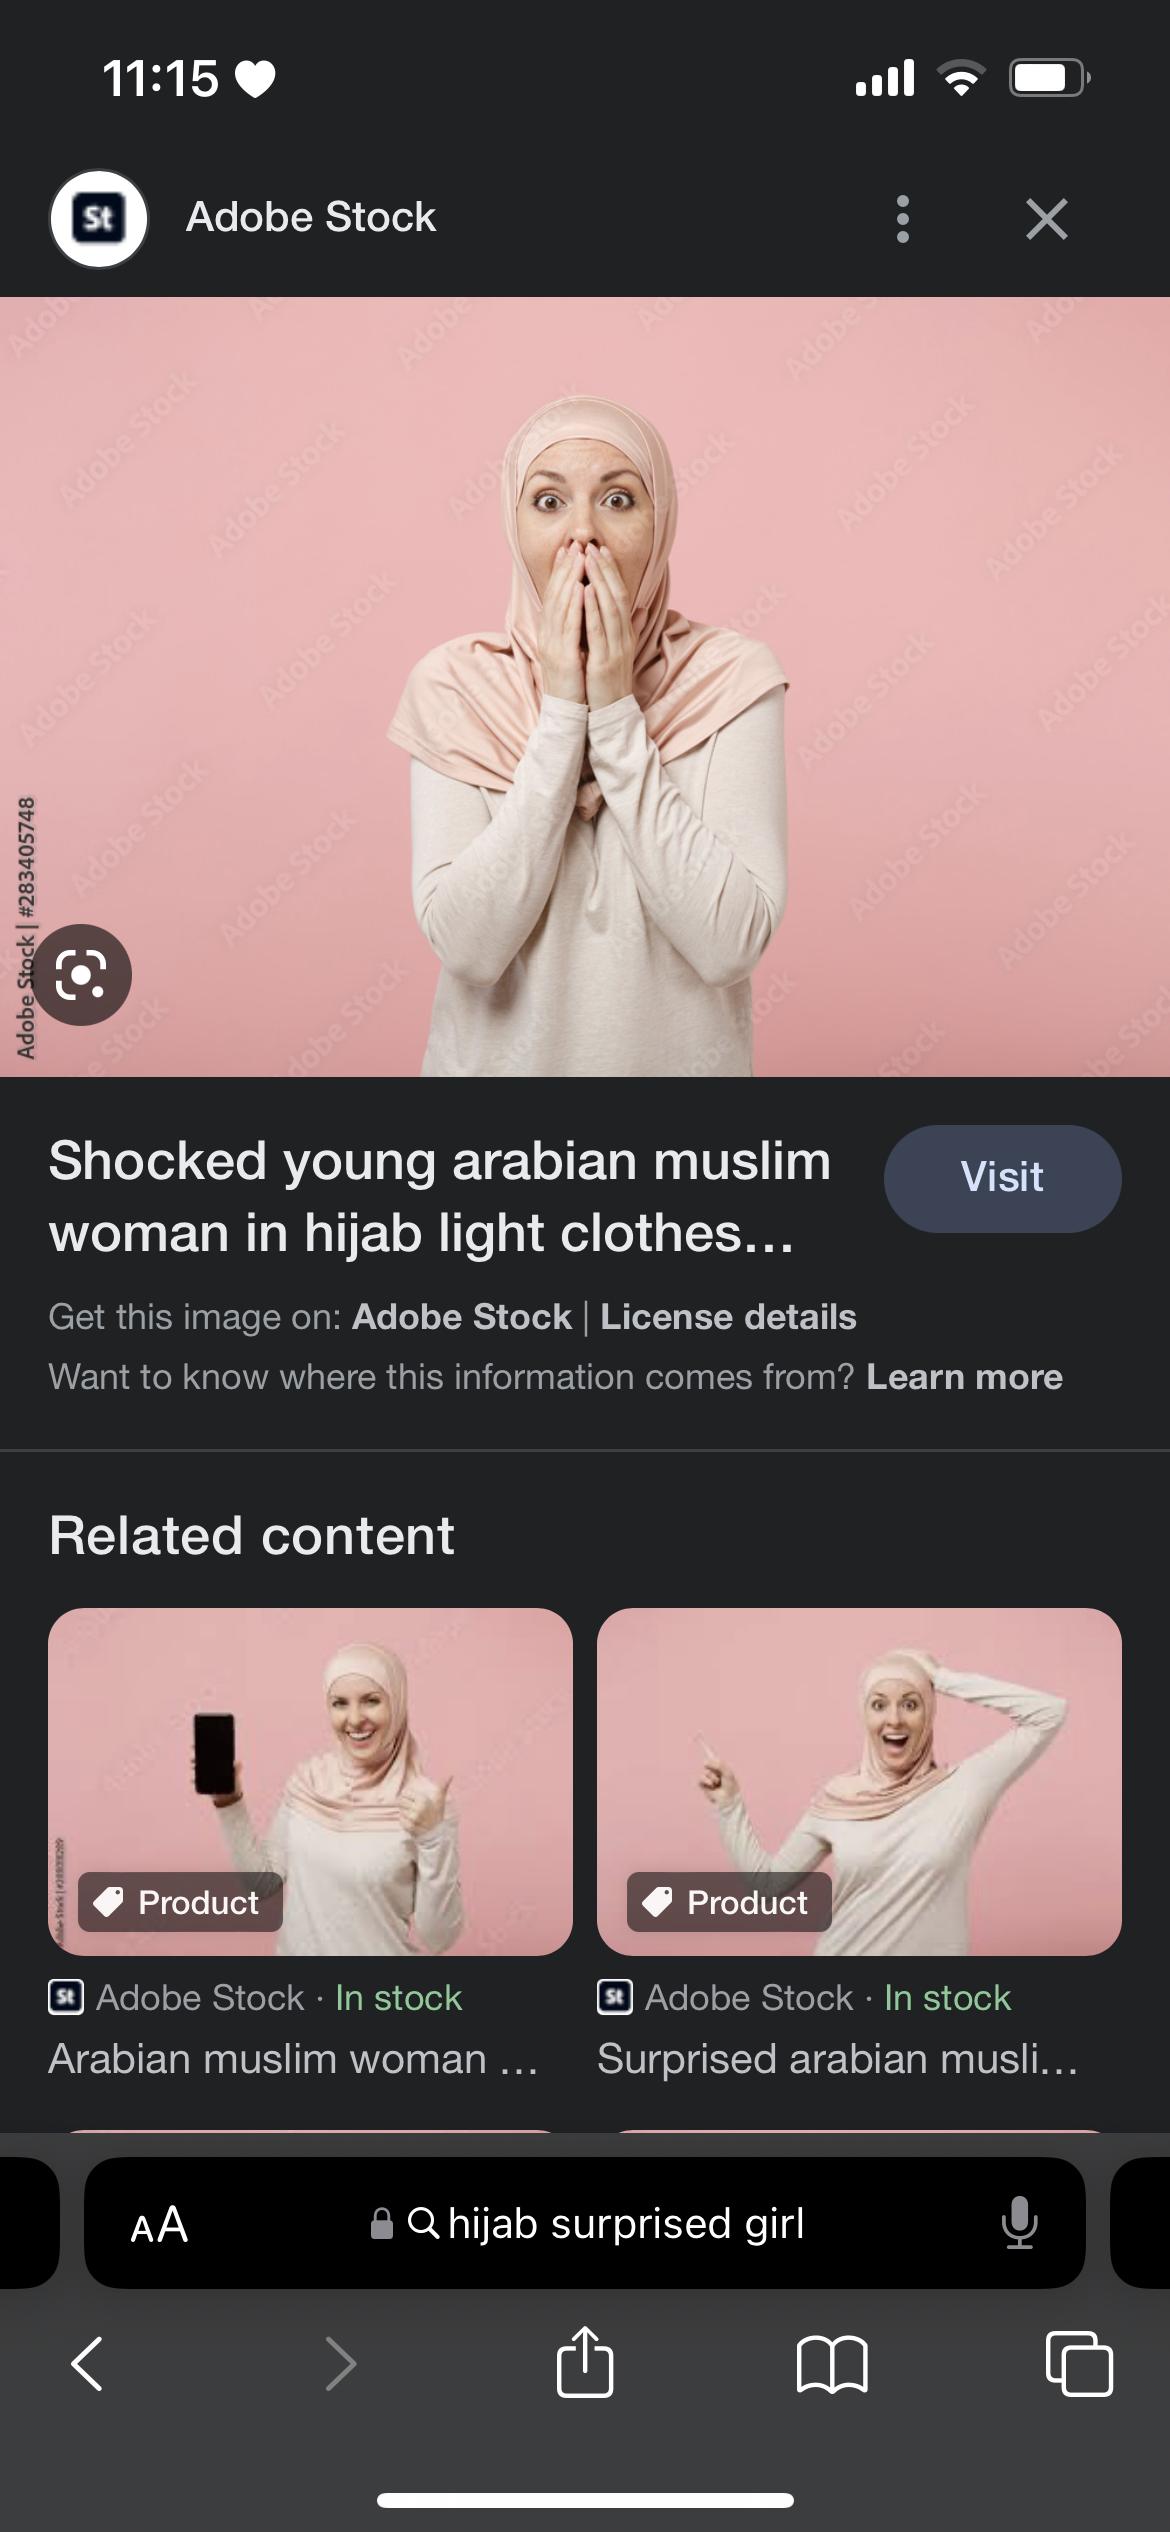 11:15
St
Adobe Stock
Adobe Stock | #283405748
Shocked young arabian muslim
woman in hijab light clothes...
Visit
Get this image on: Adobe Stock | License details
Want to know where this information comes from? Learn more
Related content
Product
Product
St Adobe Stock · In stock
St Adobe Stock · In stock
Arabian muslim woman ...
Surprised arabian musli...
AA
hijab surprised girl